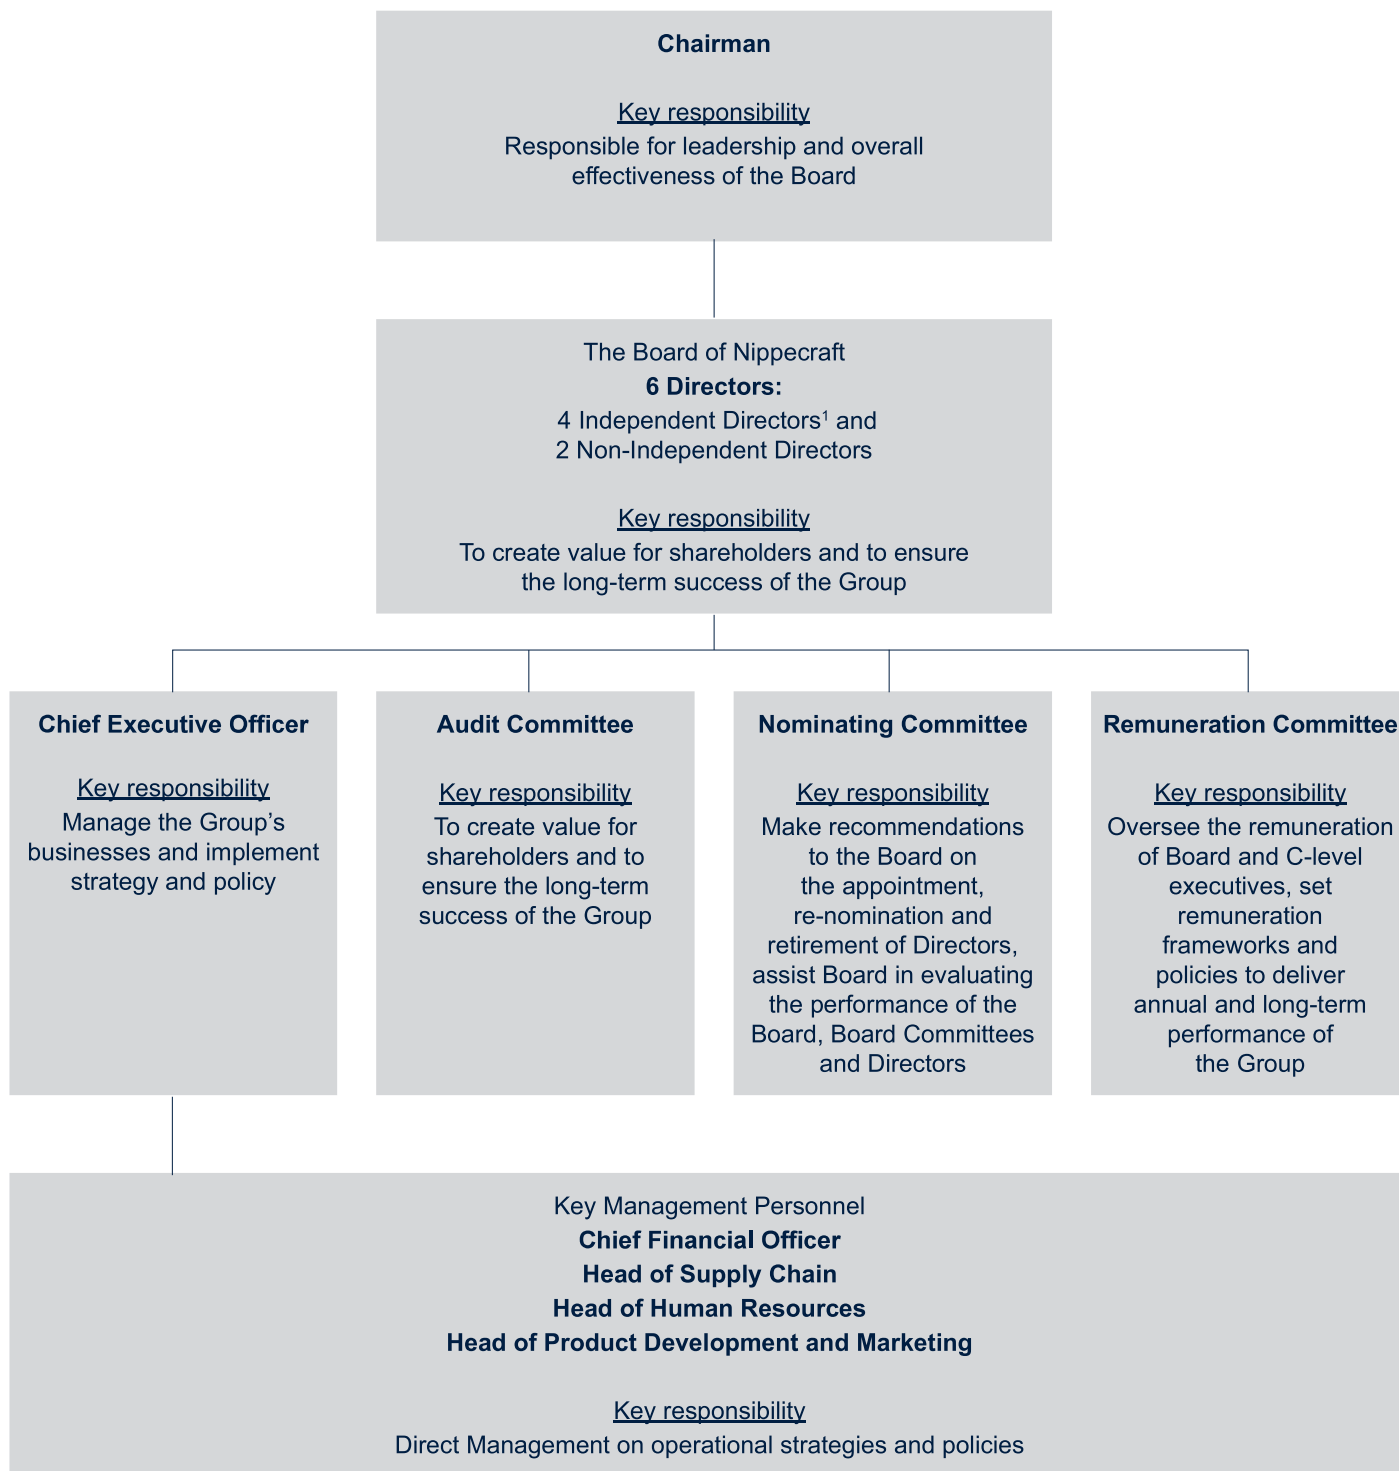 Chairman
Key responsibility
Responsible for leadership and overall
effectiveness of the Board
The Board of Nippecraft
6 Directors:
4 Independent Directors¹ and
2 Non-Independent Directors
Key responsibility
To create value for shareholders and to ensure
the long-term success of the Group
Chief Executive Officer
Key responsibility
Manage the Group’s
businesses and implement
strategy and policy
Audit Committee
Key responsibility
To create value for
shareholders and to
ensure the long-term
success of the Group
Nominating Committee
Key responsibility
Make recommendations
to the Board on
the appointment,
re-nomination and
retirement of Directors,
assist Board in evaluating
the performance of the
Board, Board Committees
and Directors
Remuneration Committee
Key responsibility
Oversee the remuneration
of Board and C-level
executives, set
remuneration
frameworks and
policies to deliver
annual and long-term
performance of
the Group
Key Management Personnel
Chief Financial Officer
Head of Supply Chain
Head of Human Resources
Head of Product Development and Marketing
Key responsibility
Direct Management on operational strategies and policies